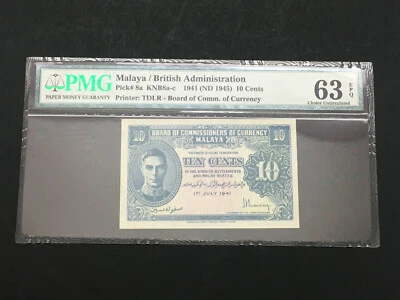 PMG
PAPER MONEY GUARANTY
Malaya / British Administration
Pick# 8a KNB8a-c 1941 (ND 1945) 10 Cents
Printer: TDLR - Board of Comm. of Currency
63 EPQ
Choice Uncirculated
10 BOARD OF COMMISSIONERS OF CURRENCY 10
MALAYA
TEN CENTS
10
1ST JULY 1941